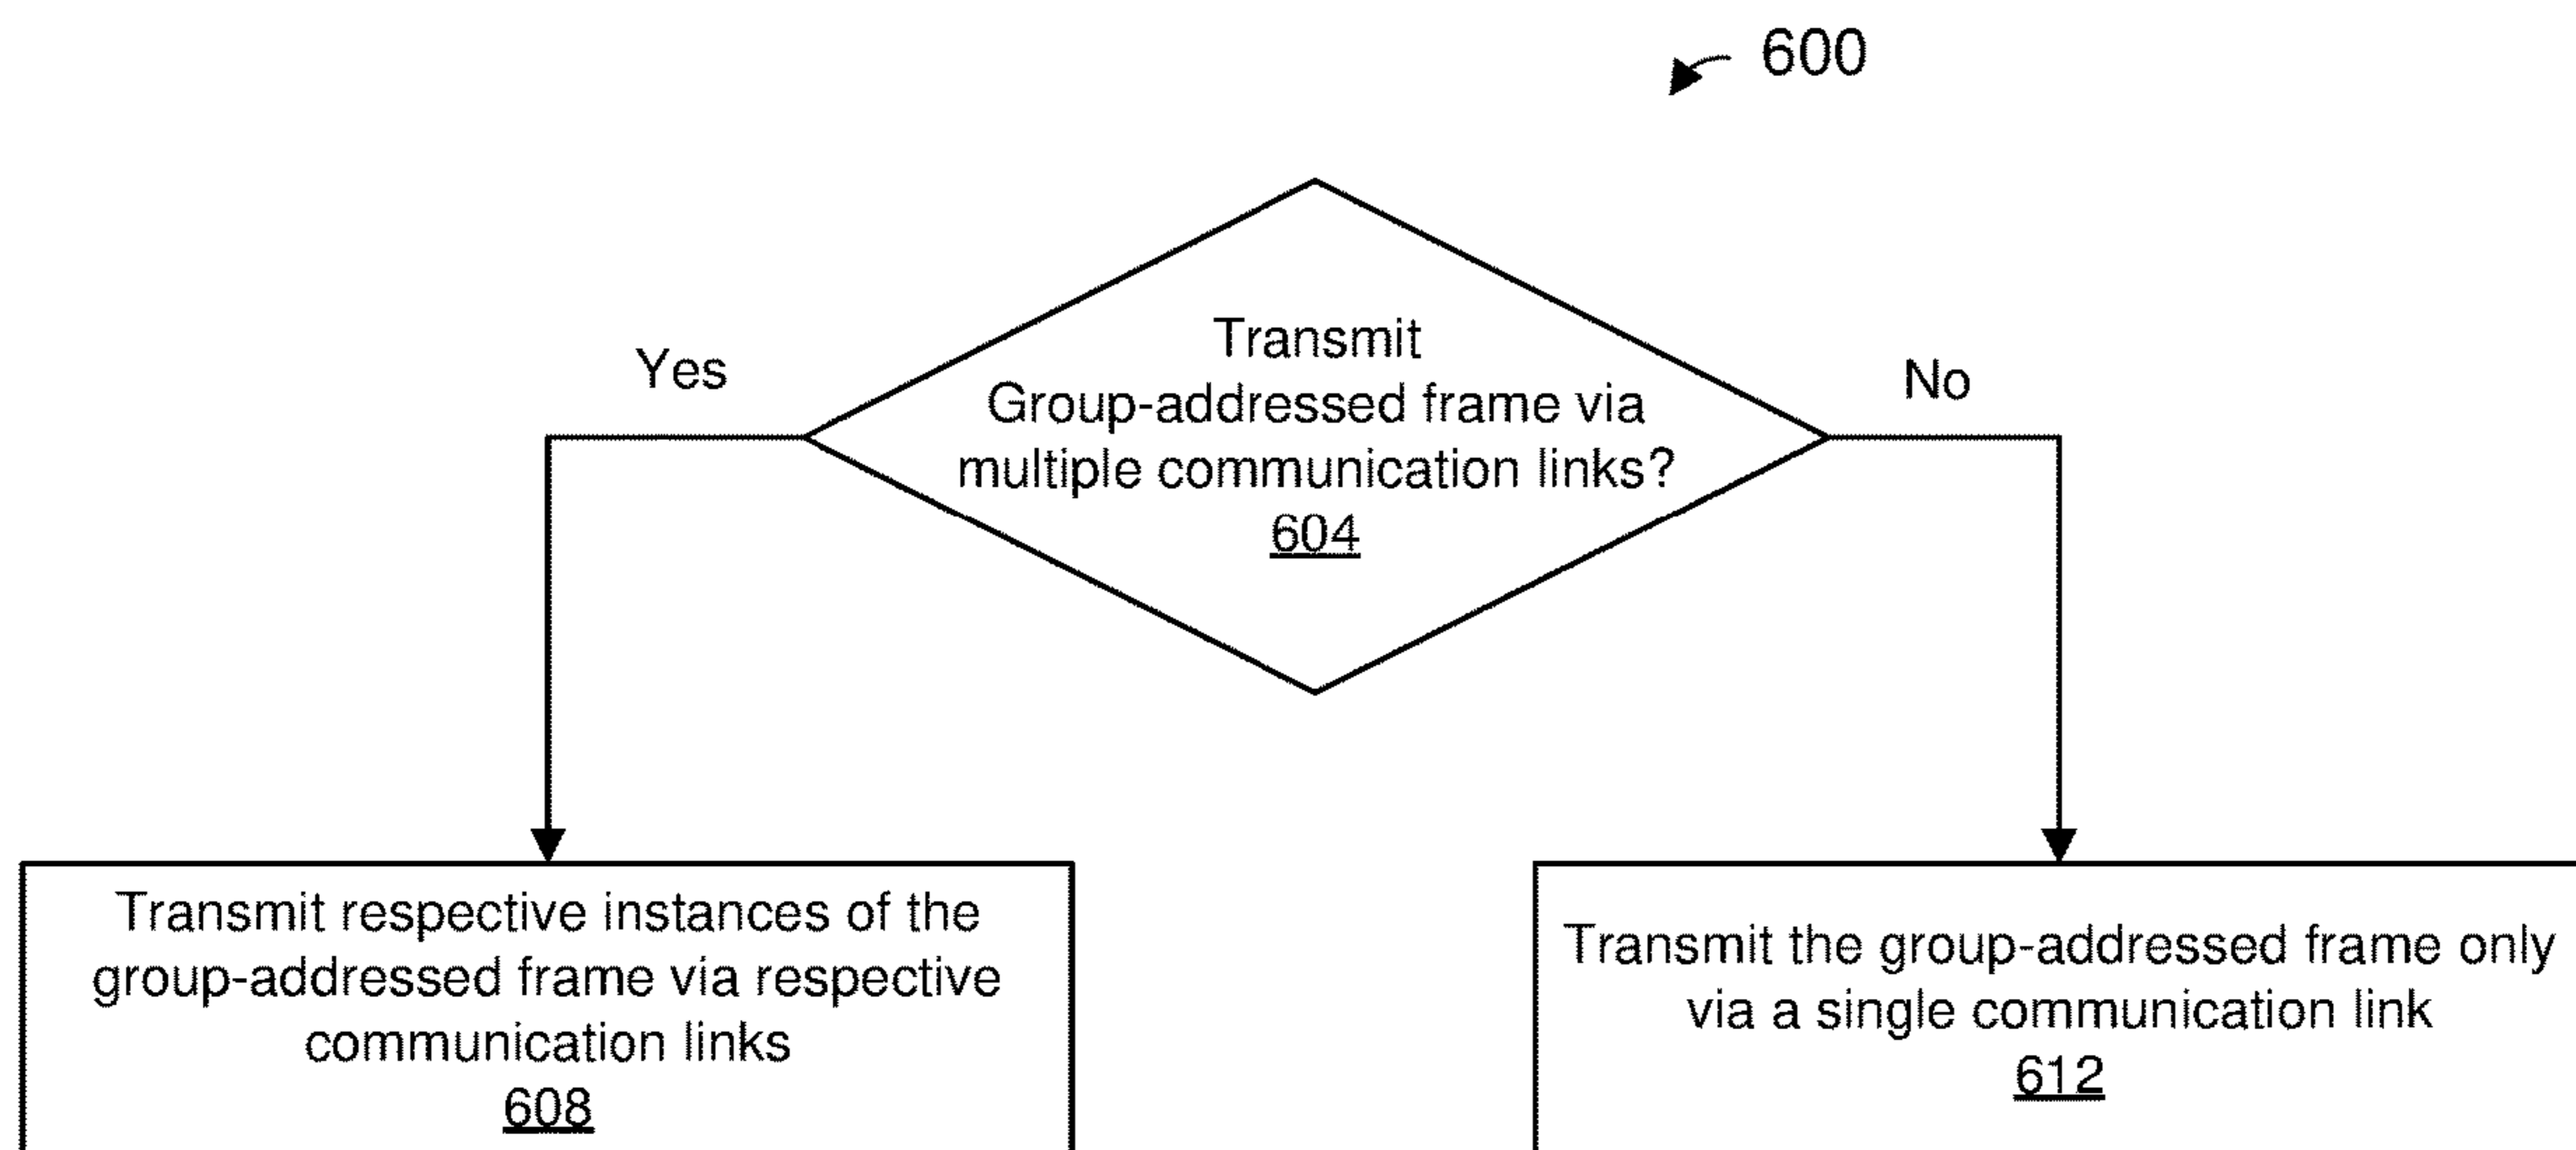 600
Transmit
Group-addressed frame via
multiple communication links?
604
Yes
No
Transmit respective instances of the
group-addressed frame via respective
communication links
608
Transmit the group-addressed frame only
via a single communication link
612